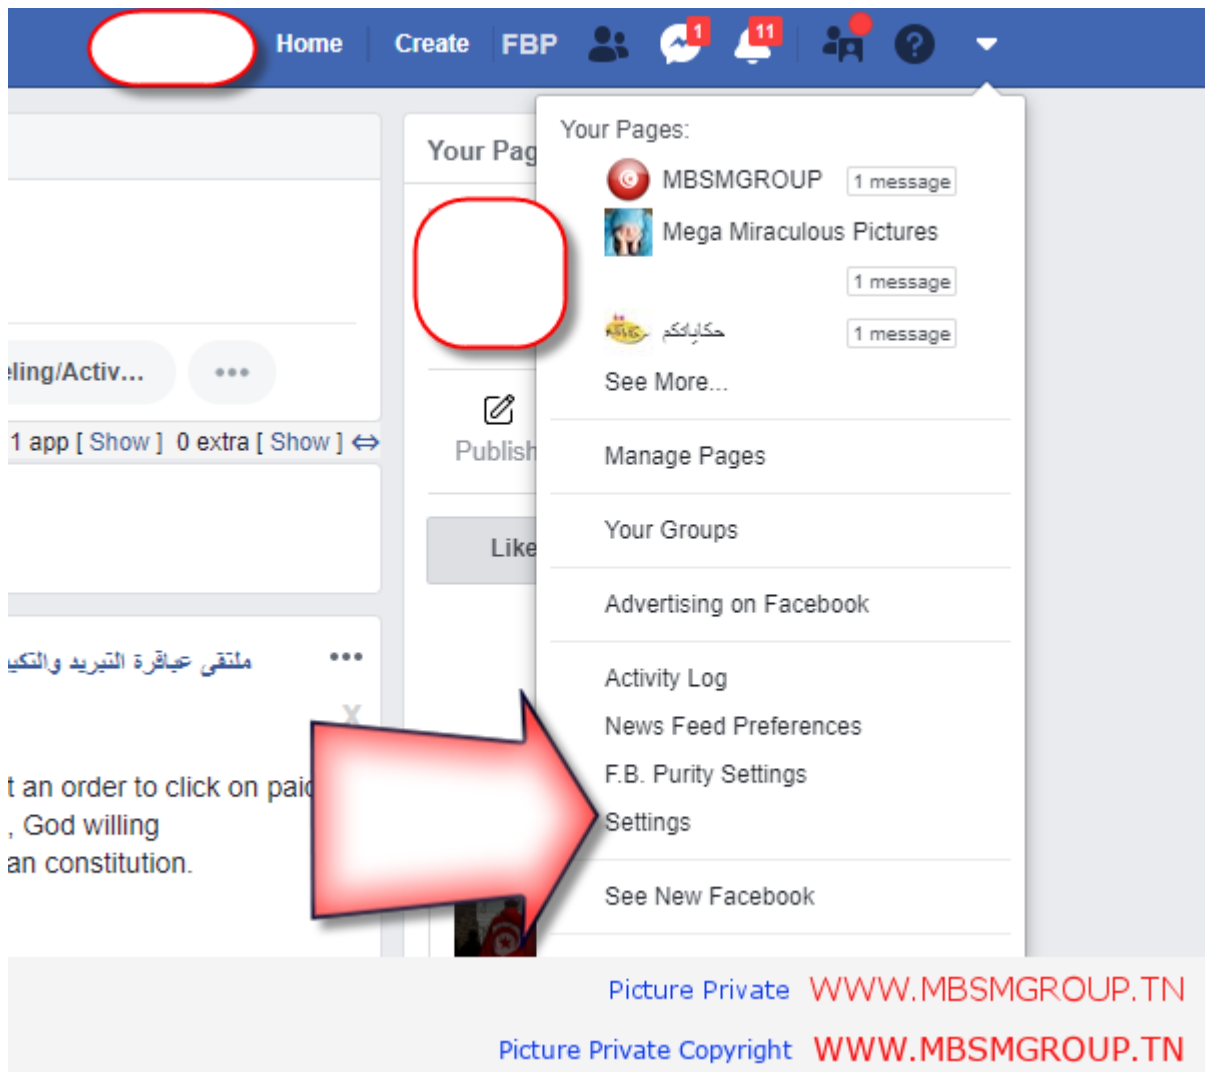 Home Create FBP 1 11
Your Pages:
MBSMGROUP 1 message
Mega Miraculous Pictures
1 message
حكاياتكم 1 message
See More...
Manage Pages
Your Groups
Advertising on Facebook
Activity Log
News Feed Preferences
F.B. Purity Settings
Settings
See New Facebook
Your Pag
Publish
Like
eling/Activ... •••
1 app [ Show ] 0 extra [ Show ] ⇔
ملتقى عباقرة التبريد والتكيي •••
X
t an order to click on paid
, God willing
an constitution.
Picture Private WWW.MBSMGROUP.TN
Picture Private Copyright WWW.MBSMGROUP.TN